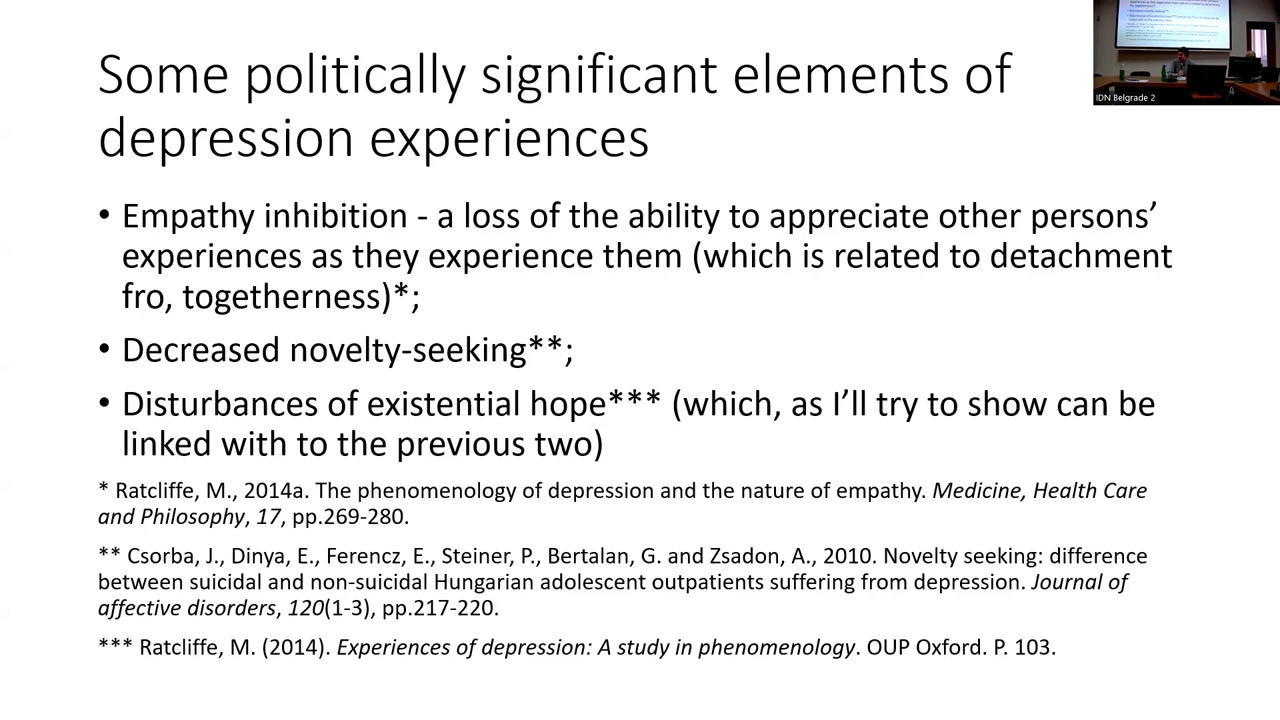 Some politically significant elements of
depression experiences
• Empathy inhibition - a loss of the ability to appreciate other persons’
experiences as they experience them (which is related to detachment
fro, togetherness)*;
• Decreased novelty-seeking**;
• Disturbances of existential hope*** (which, as I’ll try to show can be
linked with to the previous two)
* Ratcliffe, M., 2014a. The phenomenology of depression and the nature of empathy. Medicine, Health Care
and Philosophy, 17, pp.269-280.
** Csorba, J., Dinya, E., Ferencz, E., Steiner, P., Bertalan, G. and Zsadon, A., 2010. Novelty seeking: difference
between suicidal and non-suicidal Hungarian adolescent outpatients suffering from depression. Journal of
affective disorders, 120(1-3), pp.217-220.
*** Ratcliffe, M. (2014). Experiences of depression: A study in phenomenology. OUP Oxford. P. 103.
IDN Belgrade 2